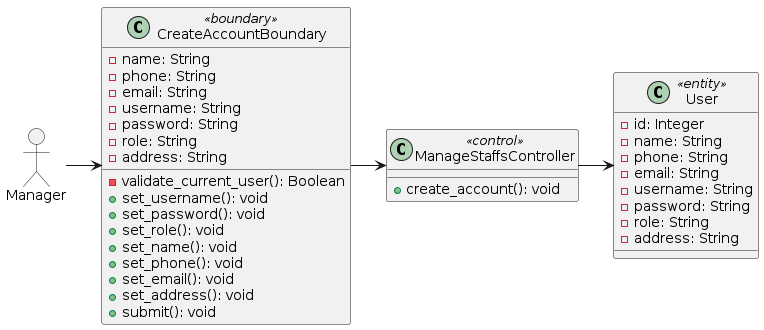 Manager
C
«boundary»
CreateAccountBoundary
name: String
phone: String
email: String
username: String
password: String
role: String
address: String
validate_current_user(): Boolean
set_username(): void
set_password(): void
set_role(): void
set_name(): void
set_phone(): void
set_email(): void
set_address(): void
submit(): void
C
«control»
ManageStaffsController
create_account(): void
C
«entity»
User
id: Integer
name: String
phone: String
email: String
username: String
password: String
role: String
address: String